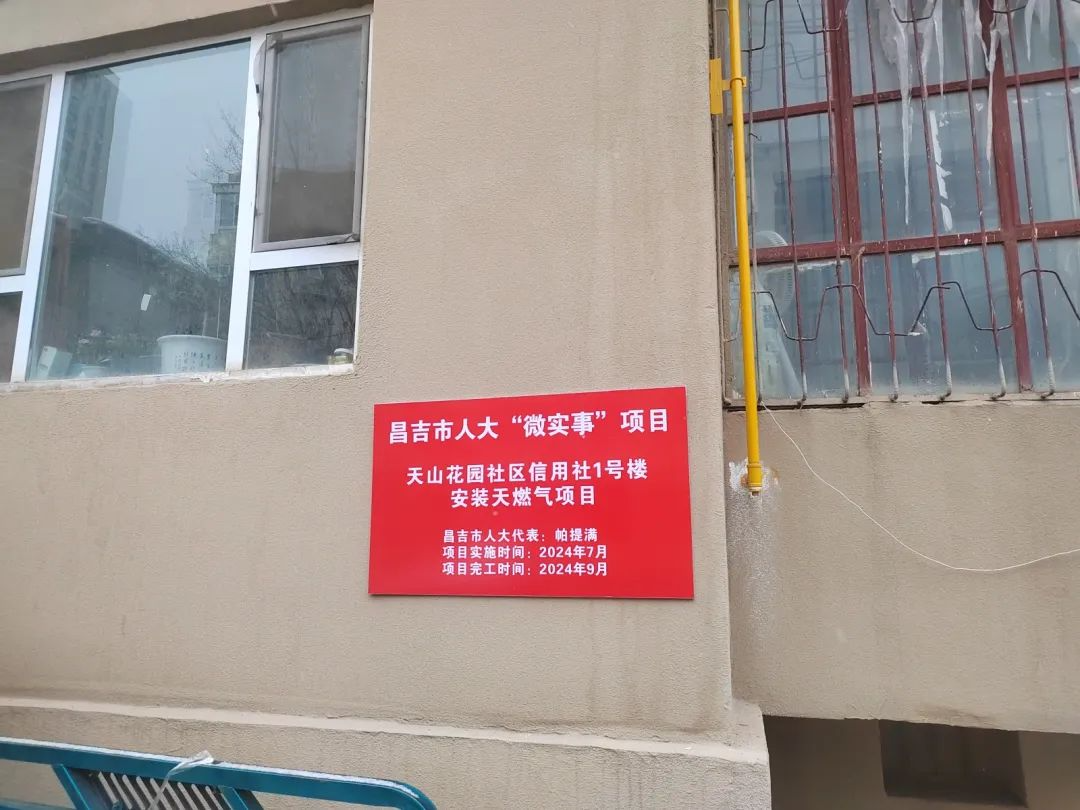 昌吉市人大“微实事”项目
天山花园社区信用社1号楼
安装天燃气项目
昌吉市人大代表：帕提满
项目实施时间：2024年7月
项目完工时间：2024年9月